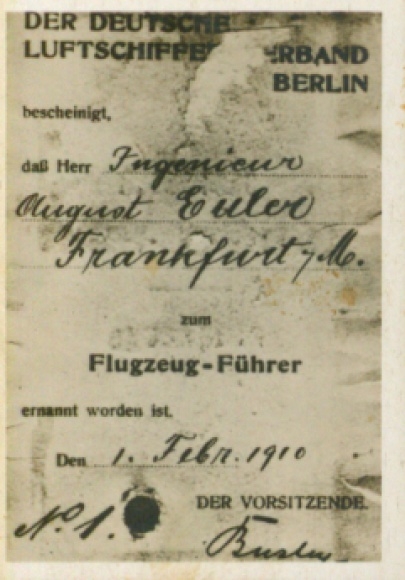 DER DEUTSCHE
LUFTSCHIFFE RBAND
BERLIN
bescheinigt,
daß Herr Ingenieur
August Euler
Frankfurt /M.
zum
Flugzeug-Führer
ernannt worden ist.
Den 1. Febr. 1910
DER VORSITZENDE.
No. 1.